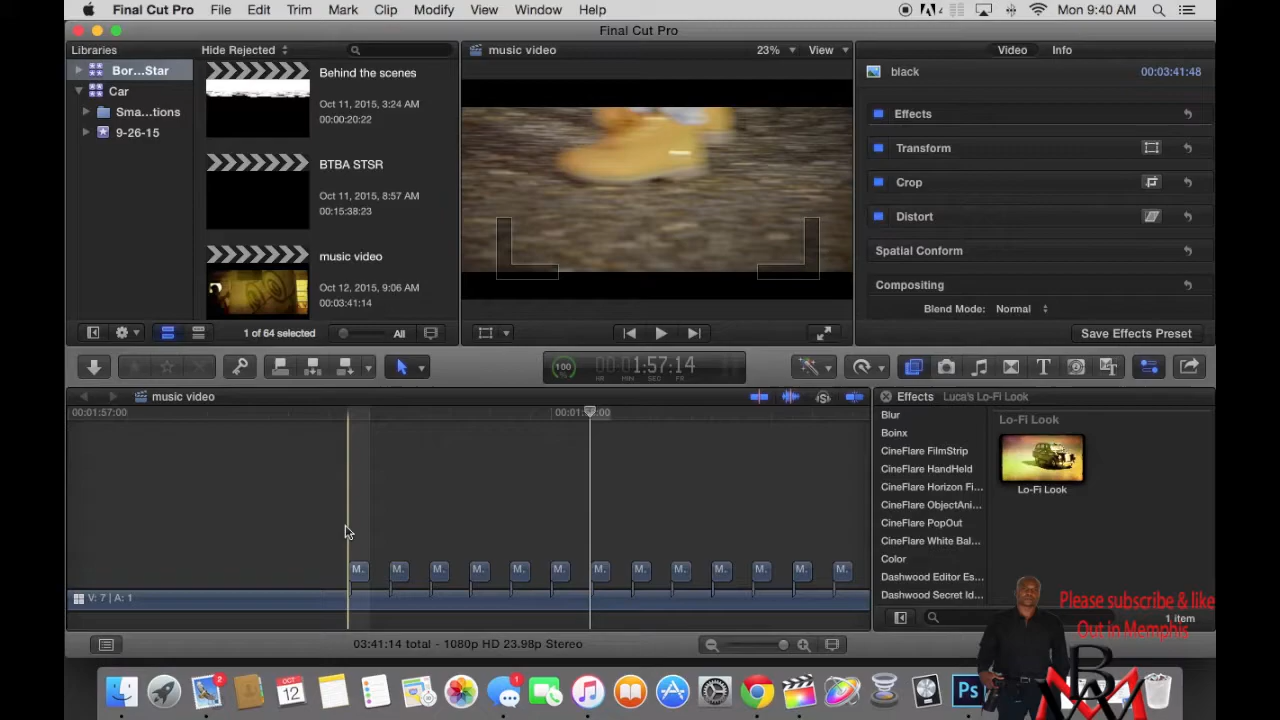 Final Cut Pro File Edit Trim Mark Clip Modify View Window Help Mon 9:40 AM
Final Cut Pro
Libraries Hide Rejected music video 23% View Video Info
Bor...Star
Car
Sma...tions
9-26-15
Behind the scenes
Oct 11, 2015, 3:24 AM
00:00:20:22
BTBA STSR
Oct 11, 2015, 8:57 AM
00:15:38:23
music video
Oct 12, 2015, 9:06 AM
00:03:41:14
1 of 64 selected All
black 00:03:41:48
Effects
Transform
Crop
Distort
Spatial Conform
Compositing
Blend Mode: Normal
Save Effects Preset
100 00:01:57:14
HR MIN SEC FR
music video
00:01:57:00
M. M. M. M. M. M. M. M. M. M. M. M. M.
V: 7 | A: 1
03:41:14 total - 1080p HD 23.98p Stereo
Effects Luca's Lo-Fi Look
Blur
Boinx
CineFlare FilmStrip
CineFlare HandHeld
CineFlare Horizon Fi...
CineFlare ObjectAni...
CineFlare PopOut
CineFlare White Bal...
Color
Dashwood Editor Es...
Dashwood Secret Id...
Lo-Fi Look
Lo-Fi Look
1 item
Please subscribe & like
Out in Memphis
2
OCT
12
1
Ps